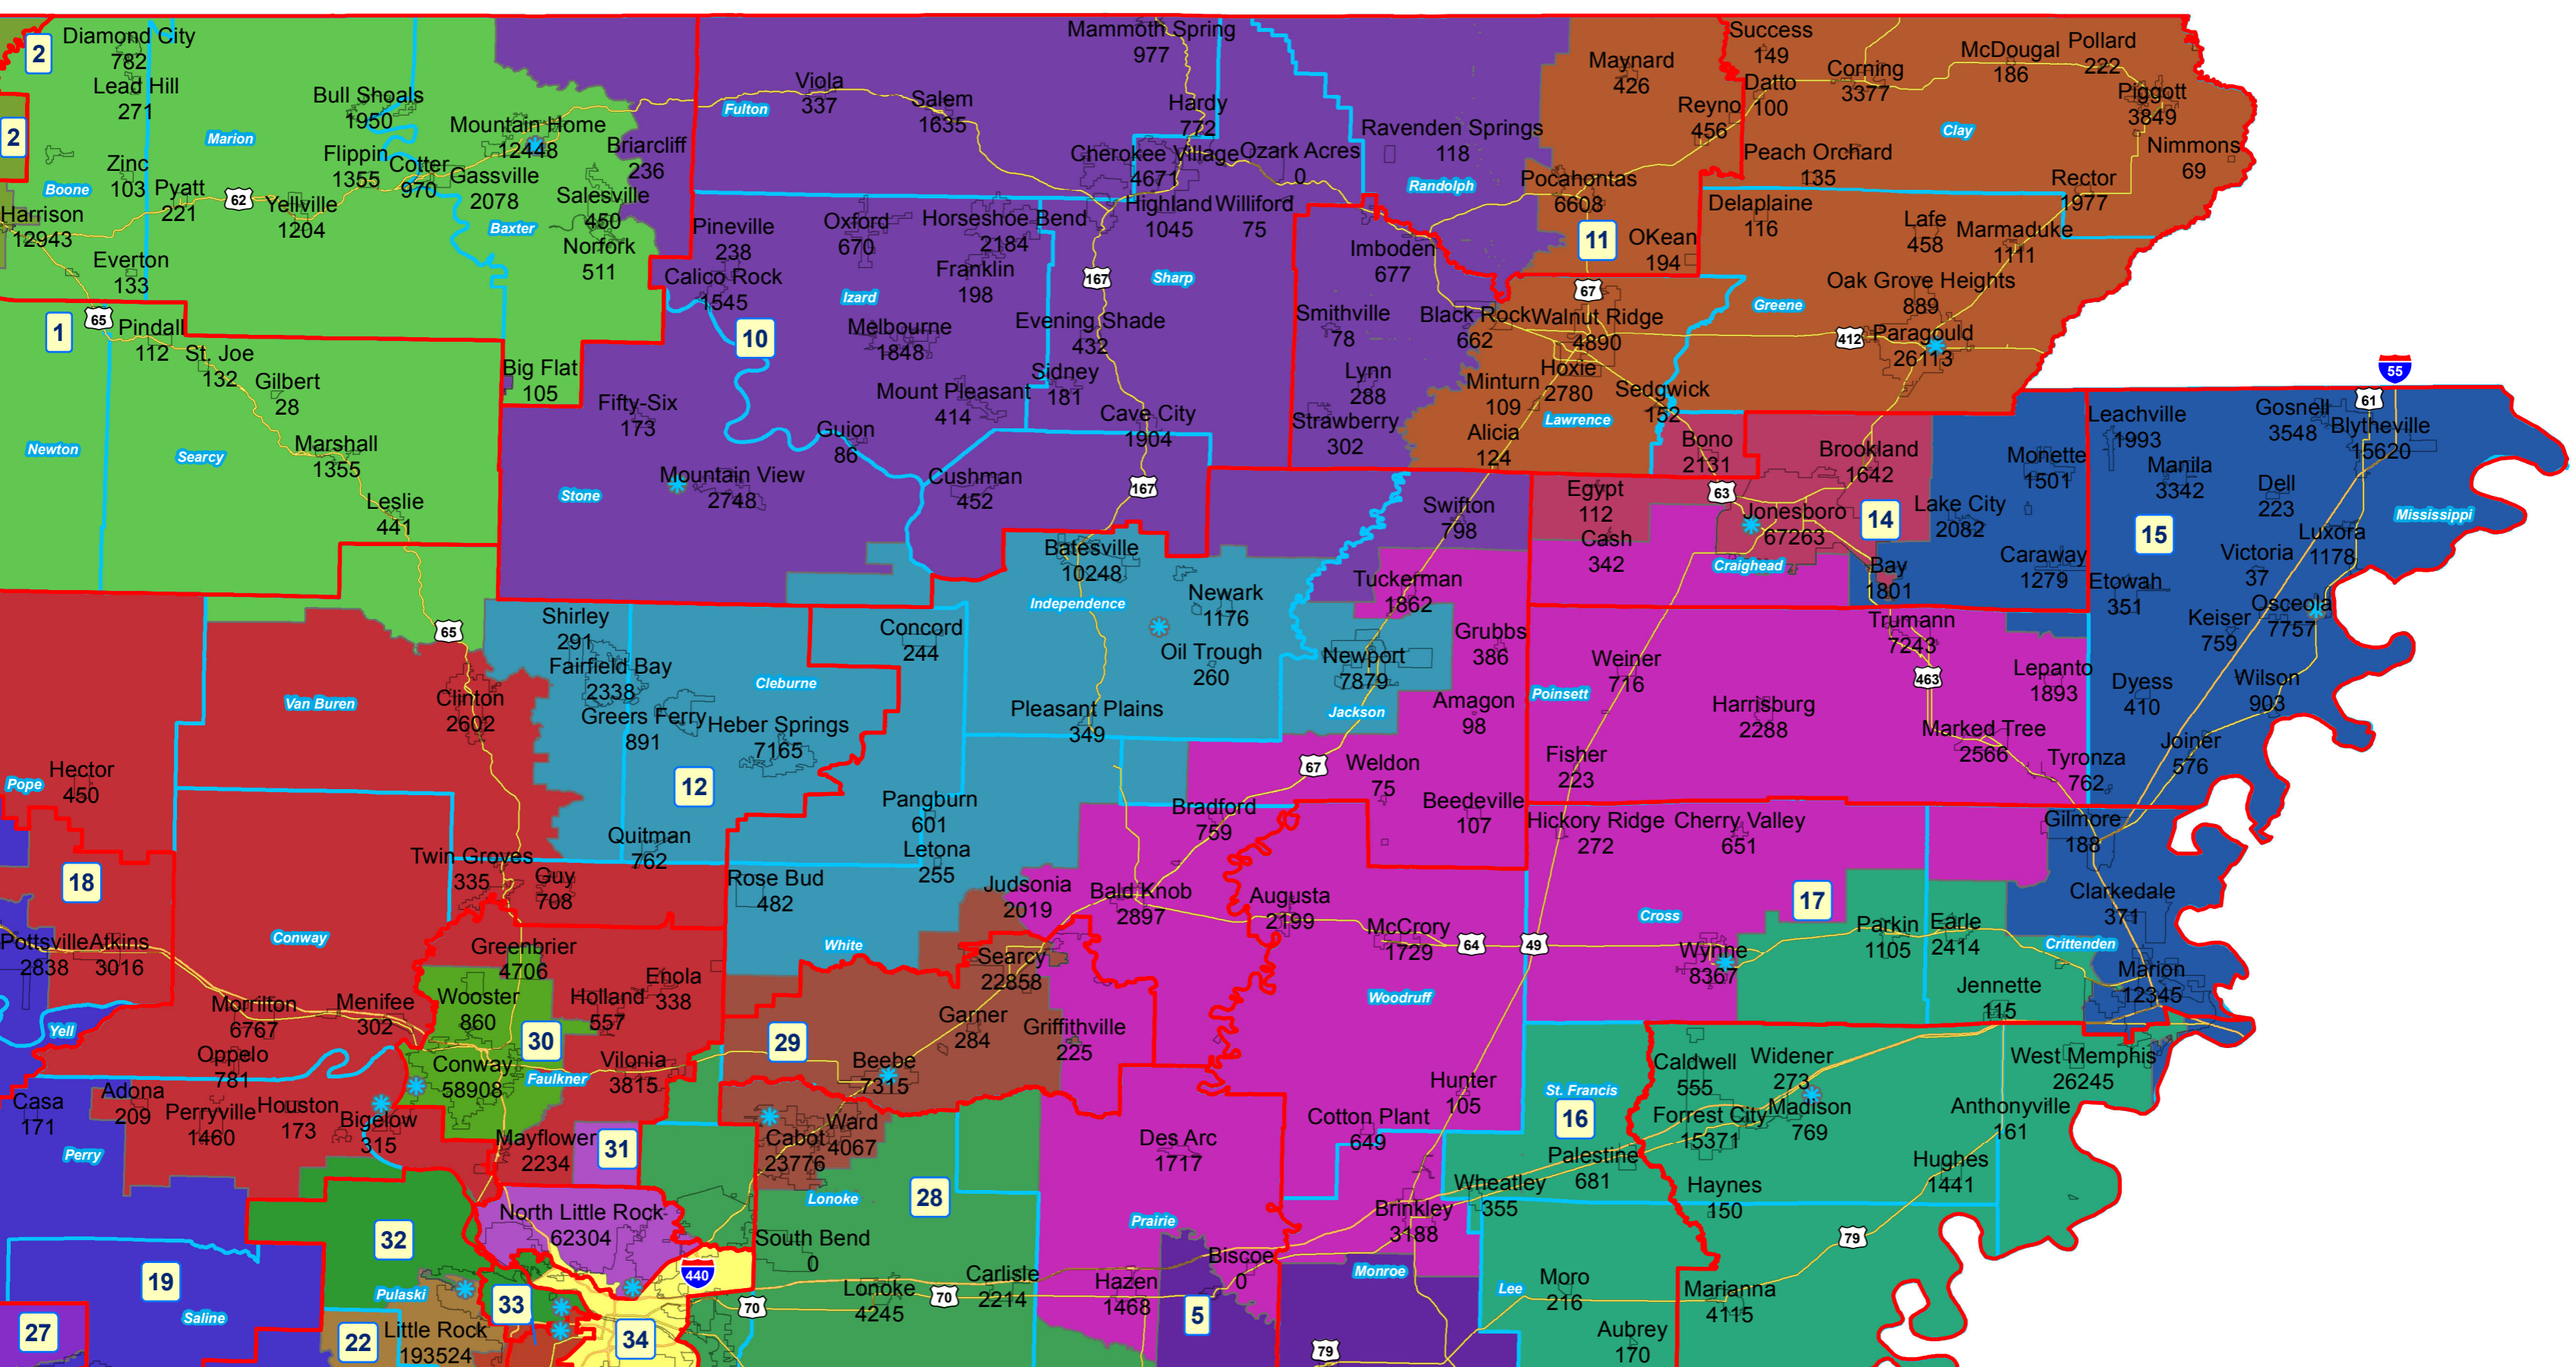 2
Diamond City
782
Lead Hill
271
2
Zinc
103
Boone
Harrison
12943
Pyatt
221
62
Everton
133
Marion
Bull Shoals
1950
Flippin
1355
Yellville
1204
Cotter
970
Gassville
2078
Mountain Home
12448
Briarcliff
236
Salesville
450
Norfork
511
Baxter
1
65
Pindall
112
St. Joe
132
Gilbert
28
Marshall
1355
Leslie
441
Newton
Searcy
Big Flat
105
Fulton
Viola
337
Salem
1635
Mammoth Spring
977
Hardy
772
Cherokee Village
4671
Ozark Acres
0
Highland
1045
Williford
75
Pineville
238
Calico Rock
1545
Oxford
670
Horseshoe Bend
2184
Franklin
198
Izard
167
Sharp
10
Melbourne
1848
Evening Shade
432
Mount Pleasant
414
Sidney
181
Cave City
1904
Fifty-Six
173
Guion
86
Stone
Mountain View
2748
Cushman
452
167
Ravenden Springs
118
Randolph
Maynard
426
Success
149
Datto
100
Reyno
456
Corning
3377
McDougal
186
Pollard
222
Piggott
3849
Nimmons
69
Clay
Peach Orchard
135
Rector
1977
Pocahontas
6608
11
OKean
194
Delaplaine
116
Lafe
458
Marmaduke
1111
Oak Grove Heights
889
Greene
412
Paragould
26113
Imboden
677
Smithville
78
Black Rock
662
67
Walnut Ridge
4890
Hoxie
2780
Lynn
288
Strawberry
302
Minturn
109
Alicia
124
Lawrence
Sedgwick
152
Bono
2131
Brookland
1642
55
61
Leachville
1993
Gosnell
3548
Blytheville
15620
Manila
3342
Dell
223
Monette
1501
Lake City
2082
Caraway
1279
15
Mississippi
Luxora
1178
Victoria
37
Etowah
351
Osceola
7757
Keiser
759
Wilson
903
Dyess
410
Joiner
576
Swifton
798
Egypt
112
Cash
342
63
Jonesboro
67263
14
Craighead
Bay
1801
Batesville
10248
Independence
Newark
1176
Oil Trough
260
Tuckerman
1862
Grubbs
386
Newport
7879
Jackson
Amagon
98
Poinsett
Weiner
716
Trumann
7243
463
Lepanto
1893
Harrisburg
2288
Marked Tree
2566
Tyronza
762
Fisher
223
67
Weldon
75
Beedeville
107
Pleasant Plains
349
Concord
244
Shirley
291
Fairfield Bay
2338
Greers Ferry
891
Heber Springs
7165
Cleburne
12
Quitman
762
65
Van Buren
Clinton
2602
Hector
450
Pope
18
Twin Groves
335
Guy
708
Pangburn
601
Letona
255
Rose Bud
482
Bradford
759
Judsonia
2019
Bald Knob
2897
Augusta
2199
McCrory
1729
64
49
Hickory Ridge
272
Cherry Valley
651
17
Cross
Wynne
8367
Parkin
1105
Earle
2414
Gilmore
188
Clarkedale
371
Crittenden
Marion
12345
Jennette
115
Pottsville
2838
Atkins
3016
Conway
Greenbrier
4706
Enola
338
Wooster
860
Holland
557
White
Searcy
22858
Garner
284
Griffithville
225
Woodruff
Yell
Morrilton
6767
Menifee
302
Oppelo
781
30
Conway
58908
Faulkner
Vilonia
3815
29
Beebe
7315
Hunter
105
Cotton Plant
649
St. Francis
16
Caldwell
555
Widener
273
Forrest City
15371
Madison
769
Palestine
681
West Memphis
26245
Anthonyville
161
Hughes
1441
Haynes
150
Wheatley
355
Brinkley
3188
Casa
171
Adona
209
Perryville
1460
Houston
173
Bigelow
315
Perry
Mayflower
2234
31
Cabot
23776
Ward
4067
Lonoke
28
Des Arc
1717
Prairie
North Little Rock
62304
32
South Bend
0
Biscoe
0
Monroe
79
19
Saline
Pulaski
33
440
70
Lonoke
4245
70
Carlisle
2214
Hazen
1468
5
Lee
Moro
216
Marianna
4115
27
22
Little Rock
193524
34
79
Aubrey
170